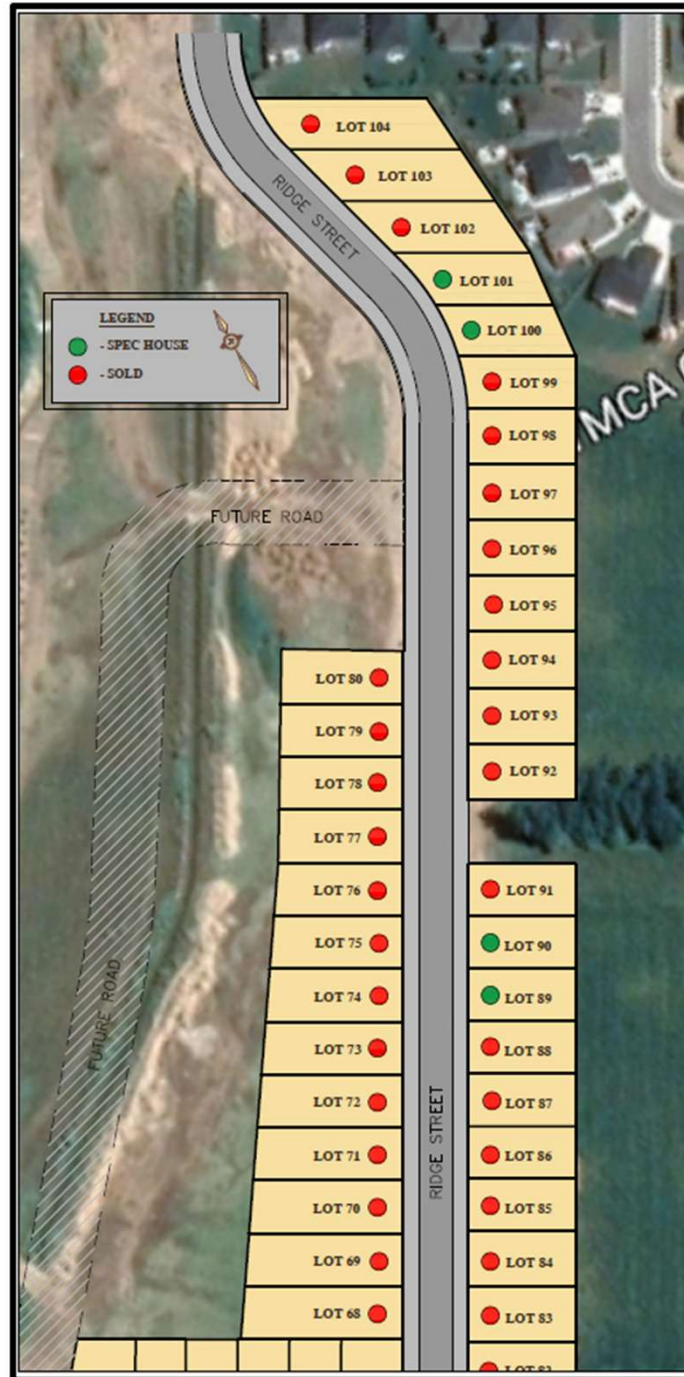 LOT 104
LOT 103
RIDGE STREET
LOT 102
LOT 101
LEGEND
- SPEC HOUSE
- SOLD
LOT 100
LOT 99
MCA
LOT 98
LOT 97
FUTURE ROAD
LOT 96
LOT 95
LOT 94
LOT 80
LOT 93
LOT 79
LOT 92
LOT 78
LOT 77
LOT 76
LOT 91
LOT 75
LOT 90
LOT 74
LOT 89
FUTURE ROAD
LOT 73
LOT 88
LOT 72
LOT 87
RIDGE STREET
LOT 71
LOT 86
LOT 70
LOT 85
LOT 69
LOT 84
LOT 68
LOT 83
LOT 82